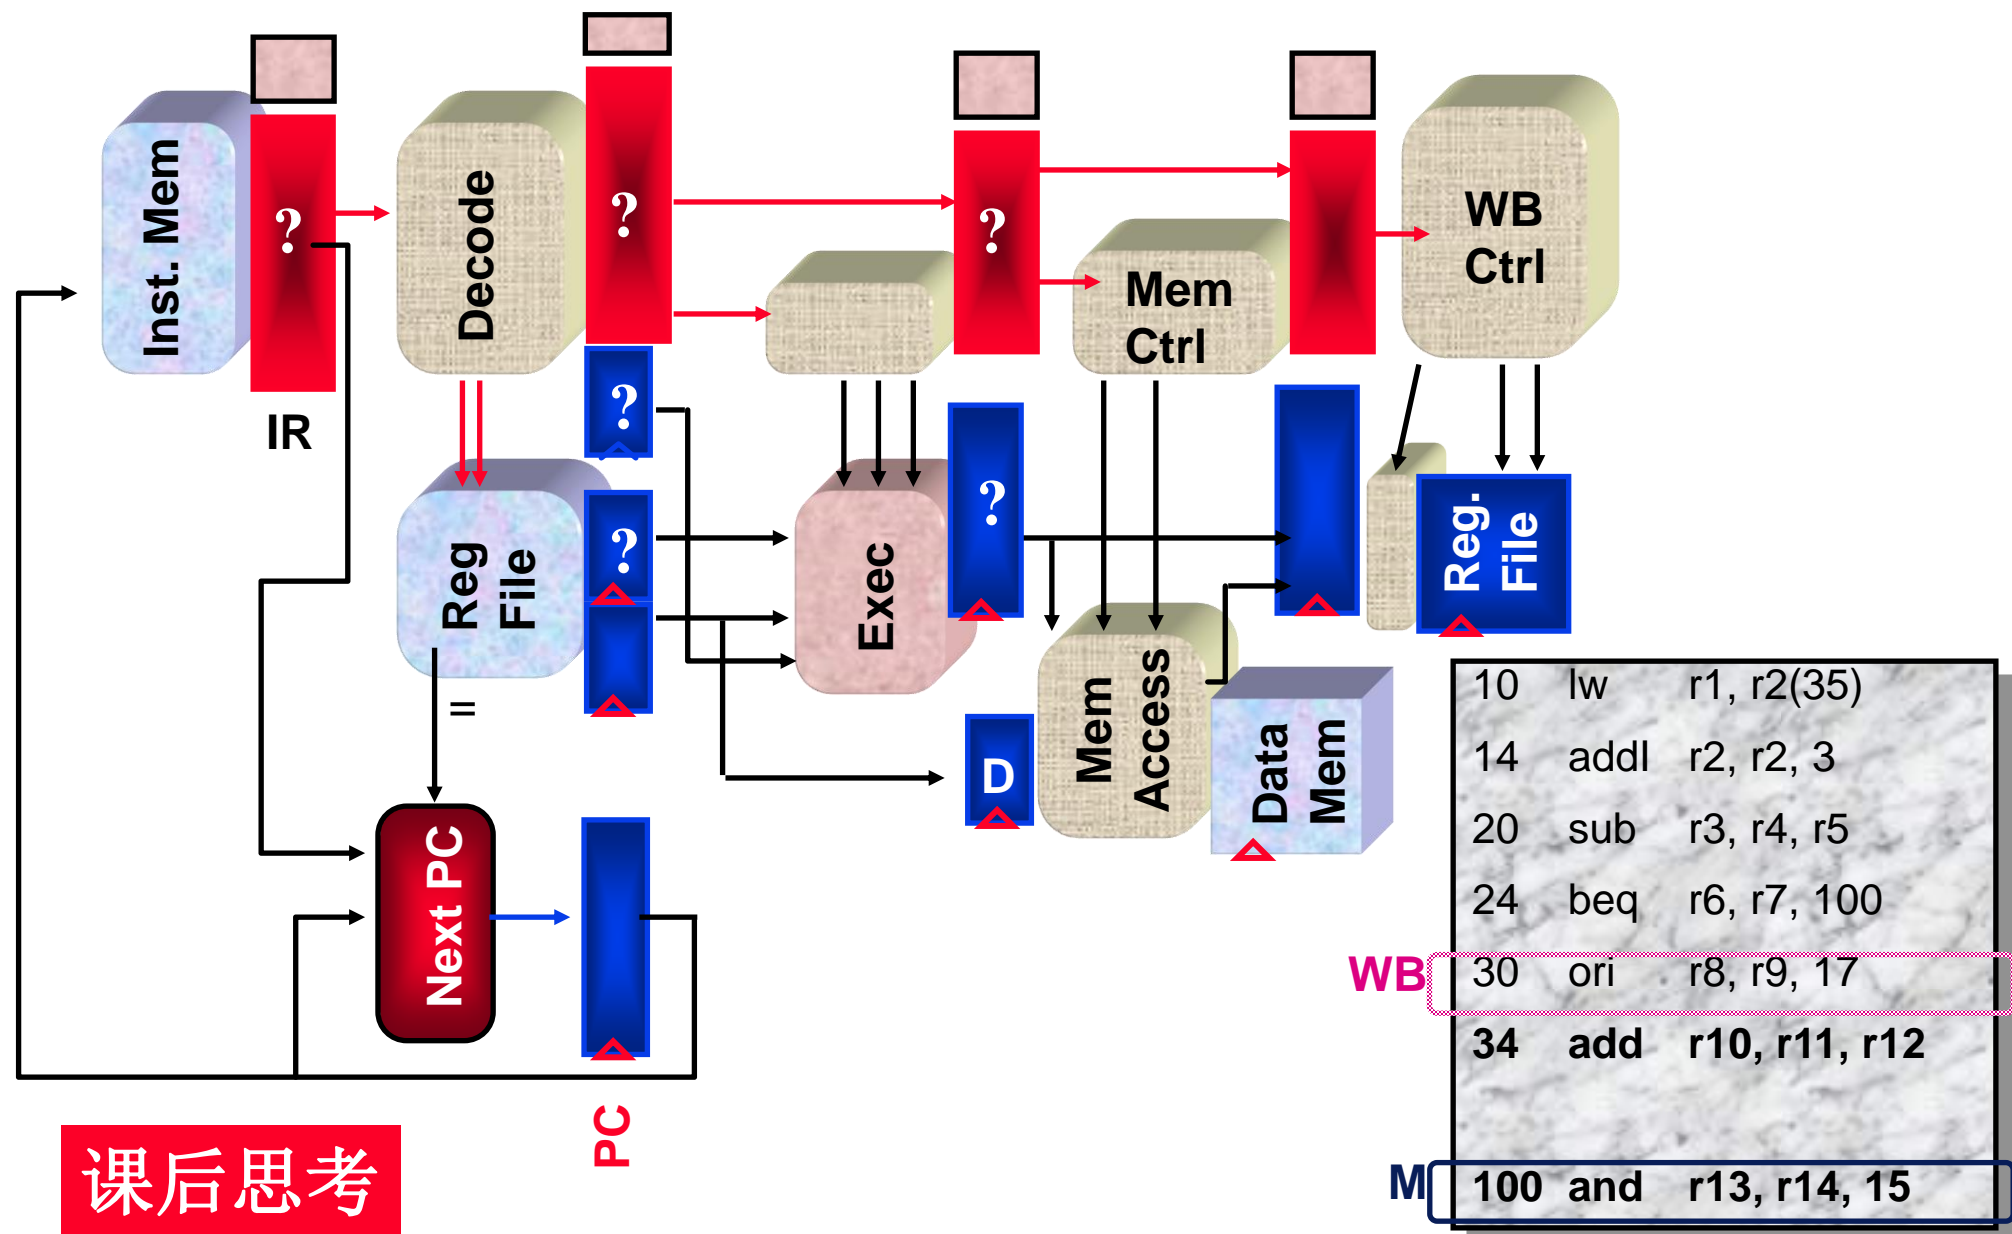 Inst. Mem
?
IR
Decode
?
?
?
Reg
File
=
Next PC
PC
Exec
?
?
Mem
Ctrl
D
Mem
Access
Data
Mem
WB
Ctrl
Reg.
File
10 lw r1, r2(35)
14 addI r2, r2, 3
20 sub r3, r4, r5
24 beq r6, r7, 100
WB 30 ori r8, r9, 17
34 add r10, r11, r12
M 100 and r13, r14, 15
课后思考